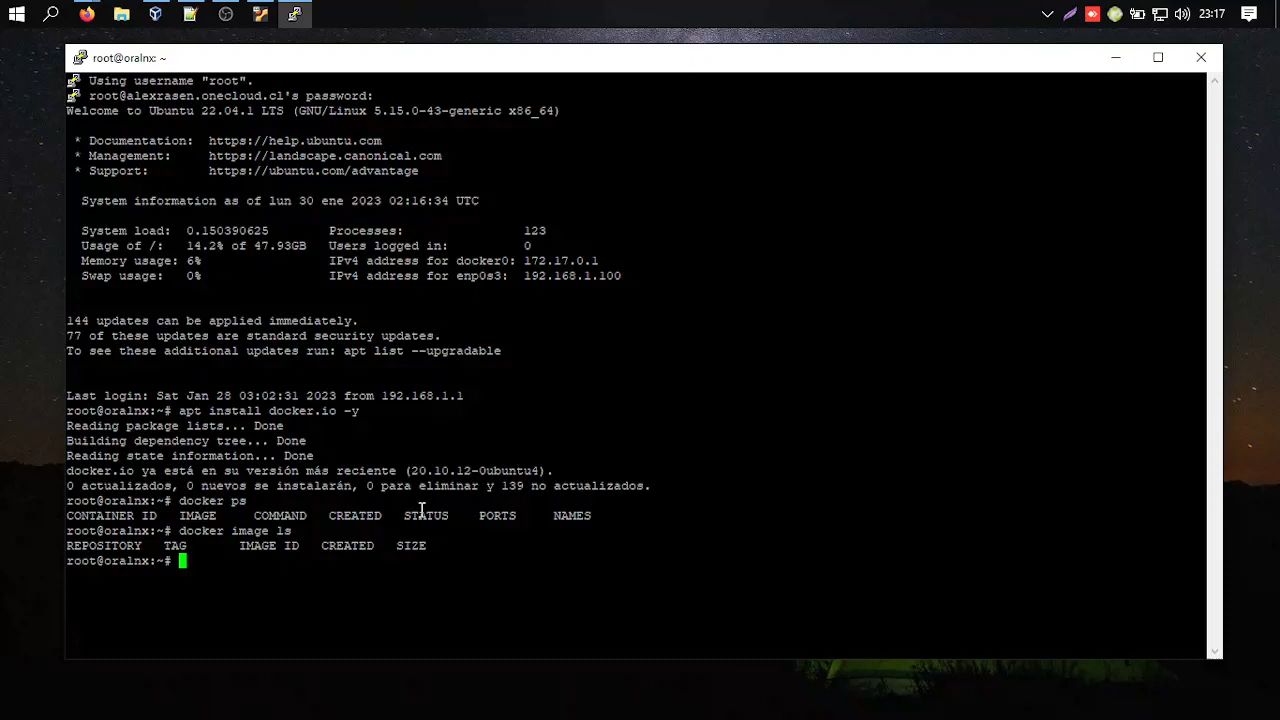 23:17
root@oralnx: ~
Using username "root".
root@alexrasen.onecloud.cl's password:
Welcome to Ubuntu 22.04.1 LTS (GNU/Linux 5.15.0-43-generic x86_64)
* Documentation: https://help.ubuntu.com
* Management: https://landscape.canonical.com
* Support: https://ubuntu.com/advantage
System information as of lun 30 ene 2023 02:16:34 UTC
System load: 0.150390625 Processes: 123
Usage of /: 14.2% of 47.93GB Users logged in: 0
Memory usage: 6% IPv4 address for docker0: 172.17.0.1
Swap usage: 0% IPv4 address for enp0s3: 192.168.1.100
144 updates can be applied immediately.
77 of these updates are standard security updates.
To see these additional updates run: apt list --upgradable
Last login: Sat Jan 28 03:02:31 2023 from 192.168.1.1
root@oralnx:~# apt install docker.io -y
Reading package lists... Done
Building dependency tree... Done
Reading state information... Done
docker.io ya está en su versión más reciente (20.10.12-0ubuntu4).
0 actualizados, 0 nuevos se instalarán, 0 para eliminar y 139 no actualizados.
root@oralnx:~# docker ps
CONTAINER ID IMAGE COMMAND CREATED STATUS PORTS NAMES
root@oralnx:~# docker image ls
REPOSITORY TAG IMAGE ID CREATED SIZE
root@oralnx:~#